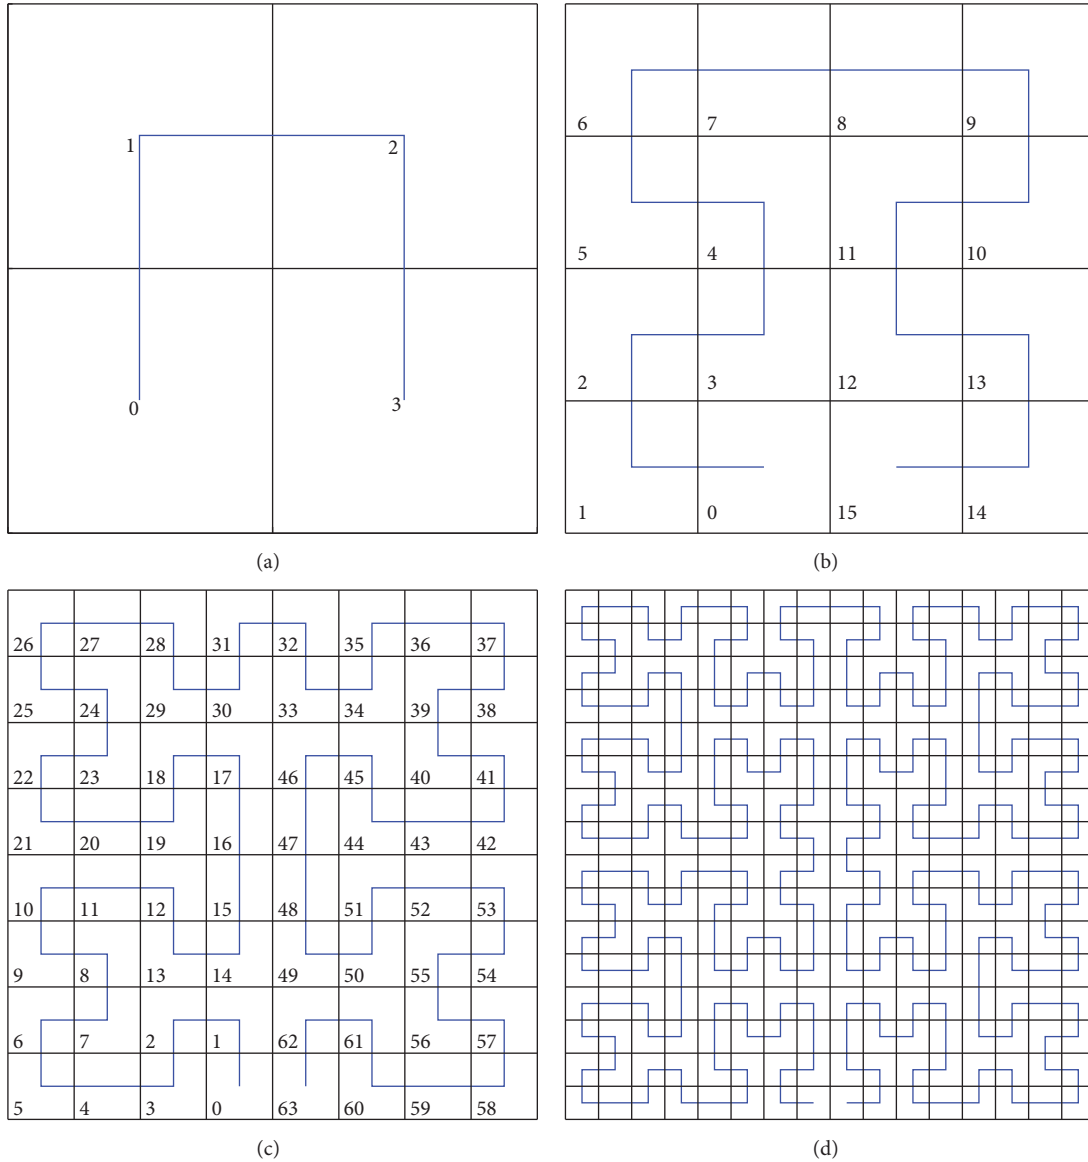 1 2
0 3
(a)
6 7 8 9
5 4 11 10
2 3 12 13
1 0 15 14
(b)
26 27 28 31 32 35 36 37
25 24 29 30 33 34 39 38
22 23 18 17 46 45 40 41
21 20 19 16 47 44 43 42
10 11 12 15 48 51 52 53
9 8 13 14 49 50 55 54
6 7 2 1 62 61 56 57
5 4 3 0 63 60 59 58
(c)
(d)